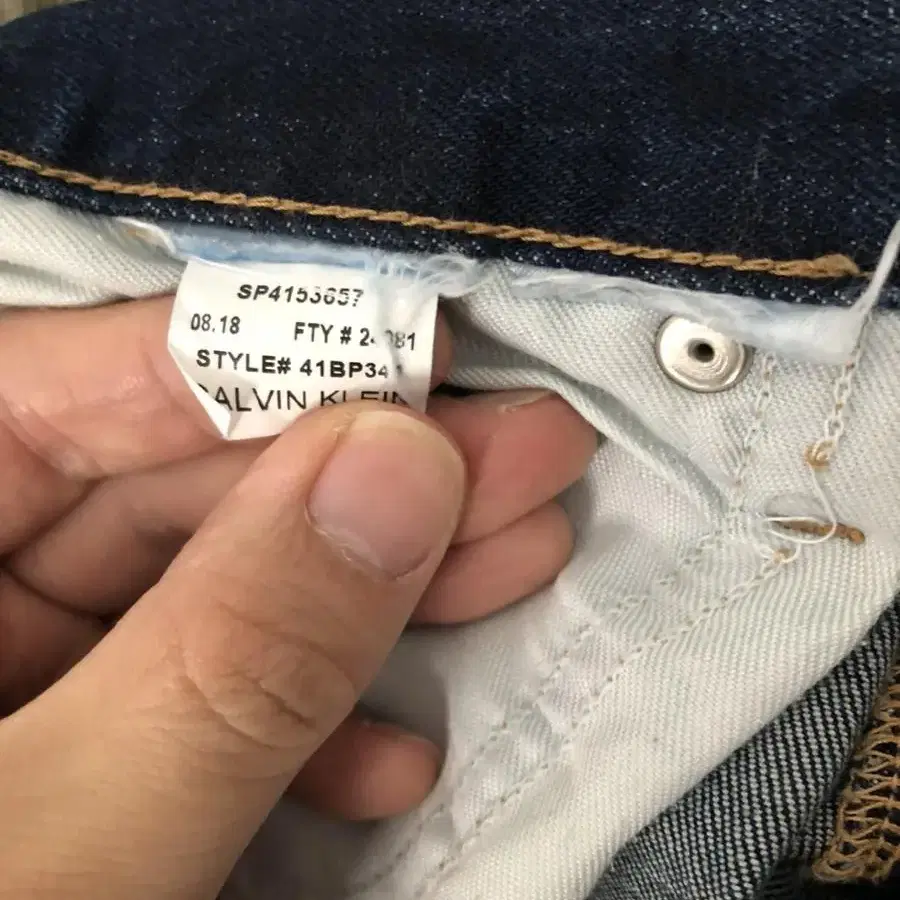 SP4153657
08.18 FTY #
STYLE#
CALVIN KLEIN